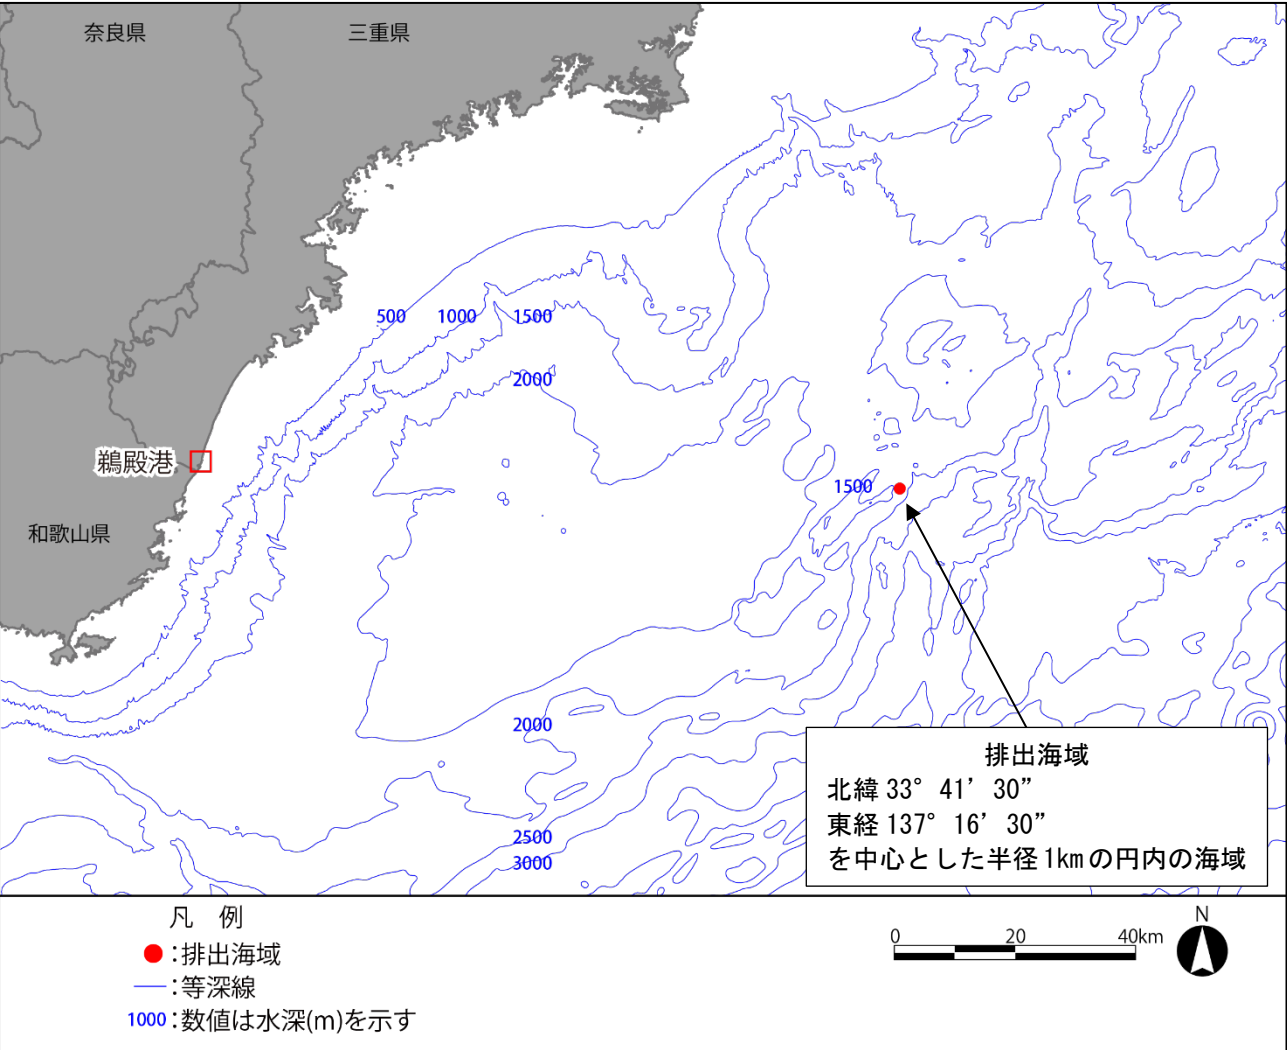 奈良県
三重県
500
1000
1500
2000
鵜殿港
1500
和歌山県
2000
排出海域
北緯 33° 41’ 30”
東経 137° 16’ 30”
を中心とした半径 1km の円内の海域
2500
3000
凡 例
:排出海域
:等深線
1000:数値は水深(m)を示す
0 20 40km
N